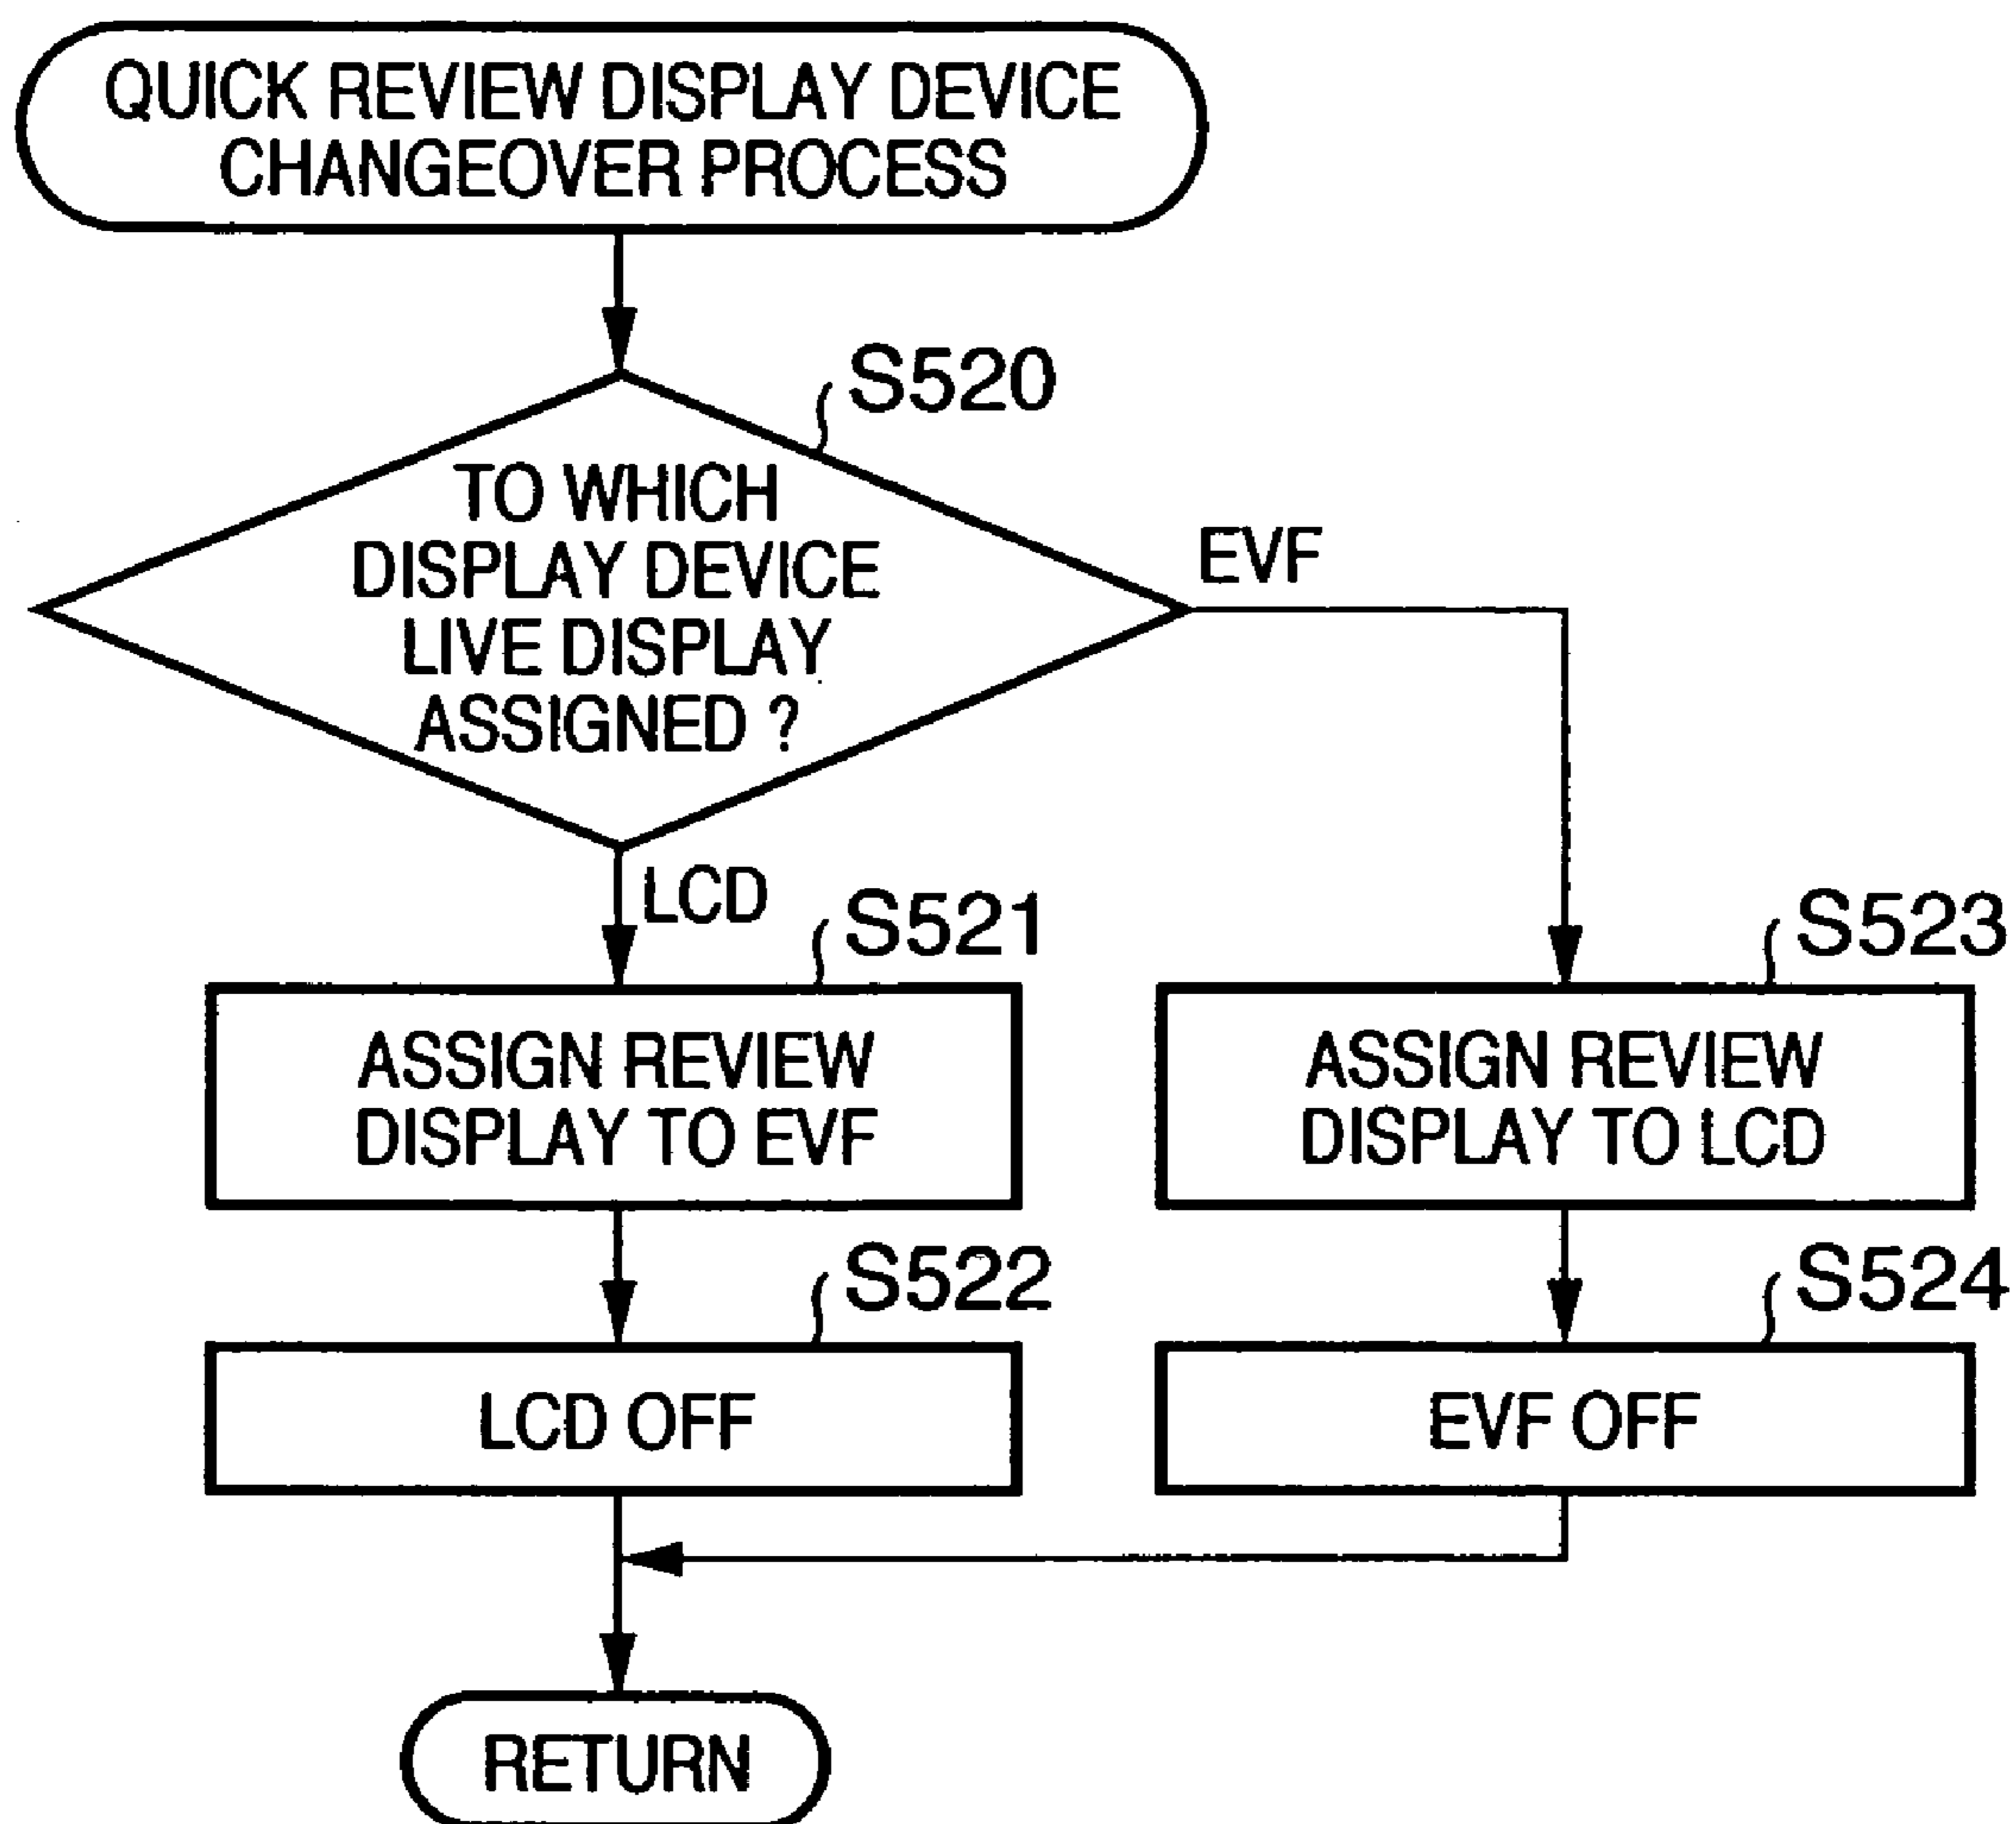 QUICK REVIEW DISPLAY DEVICE
CHANGEOVER PROCESS
S520
TO WHICH
DISPLAY DEVICE
LIVE DISPLAY
ASSIGNED ?
EVF
LCD
S521
ASSIGN REVIEW
DISPLAY TO EVF
S523
ASSIGN REVIEW
DISPLAY TO LCD
S522
LCD OFF
S524
EVF OFF
RETURN